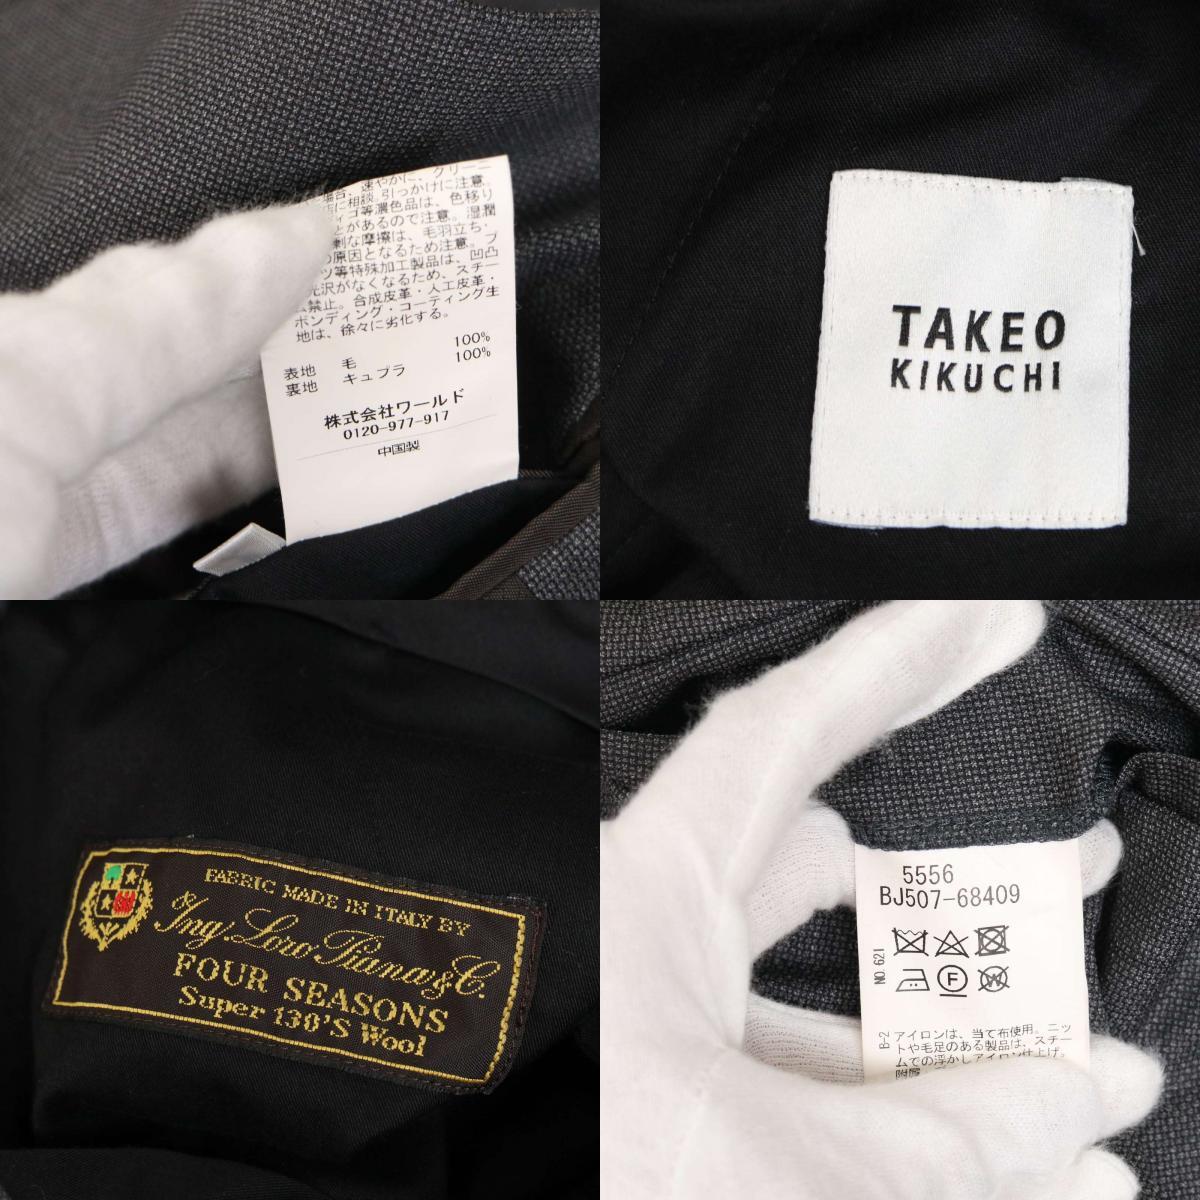 場合、速やかに、クリーニ
店に相談 引っかけに注意。
ィゴ等濃色品は、色移り
とがあるので注意。湿潤
刺な摩擦は、毛羽立ち・
の原因となるため注意。プ
ツ等特殊加工製品は、凹凸
光沢がなくなるため、スチー
ム禁止。合成皮革・人工皮革・
ボンディング・コーティング生
地は、徐々に劣化する。
表地 毛 100%
裏地 キュプラ 100%
株式会社ワールド
0120-977-917
中国製
TAKEO
KIKUCHI
FABRIC MADE IN ITALY BY
Ing. Loro Piana & C.
FOUR SEASONS
Super 130'S Wool
5556
BJ507-68409
NO.621
F
W
B-2
アイロンは、当て布使用。ニッ
トや毛足のある製品は、スチー
ムでの浮かしアイロン仕上げ。